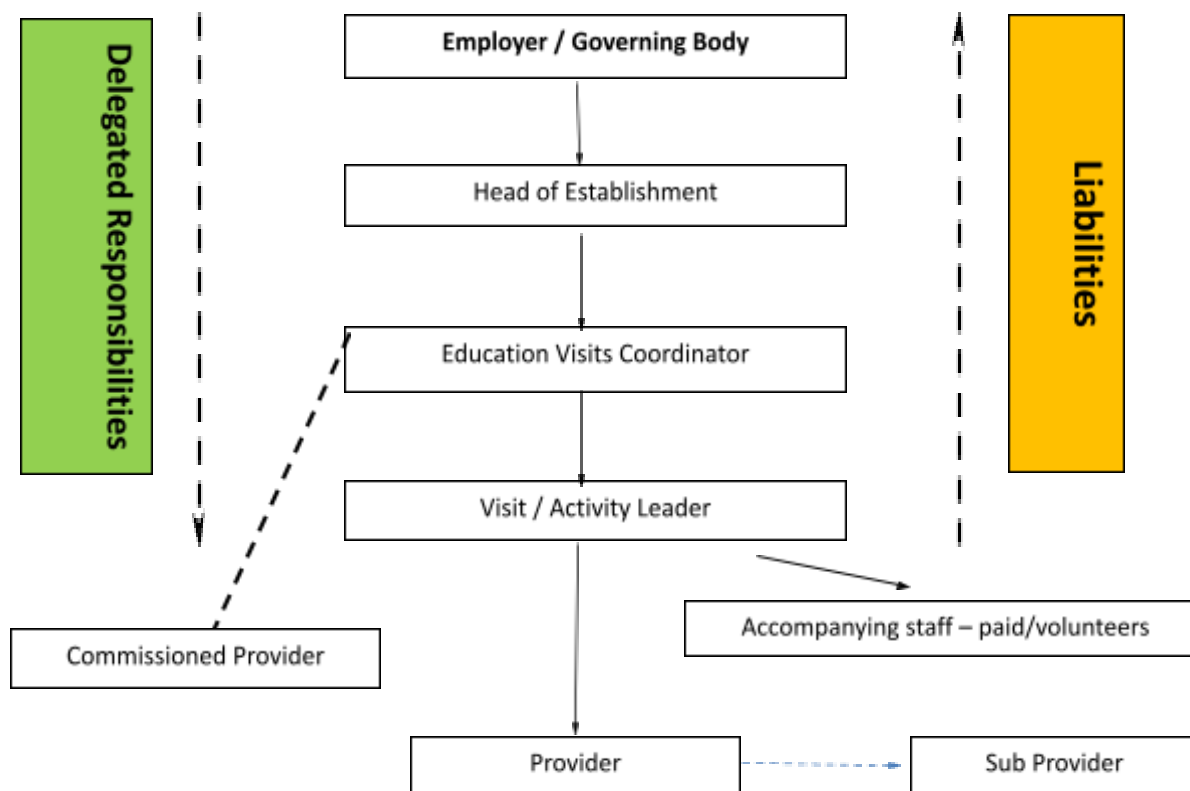 Delegated Responsibilities
Employer / Governing Body
Liabilities
Head of Establishment
Education Visits Coordinator
Visit / Activity Leader
Accompanying staff – paid/volunteers
Commissioned Provider
Provider
Sub Provider